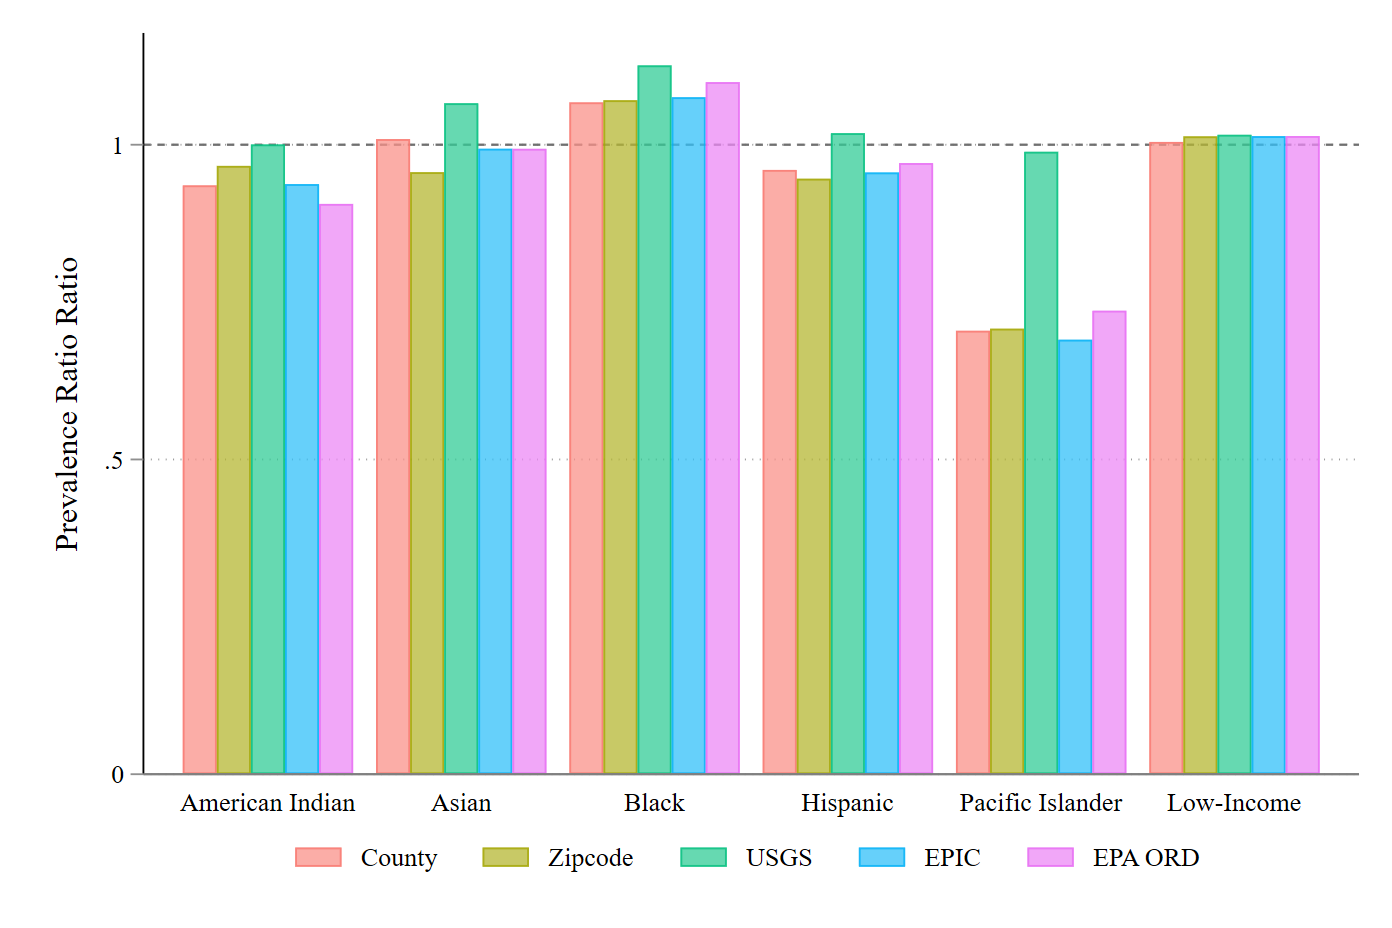 Prevalence Ratio Ratio
1
.5
0
American Indian Asian Black Hispanic Pacific Islander Low-Income
County Zipcode USGS EPIC EPA ORD